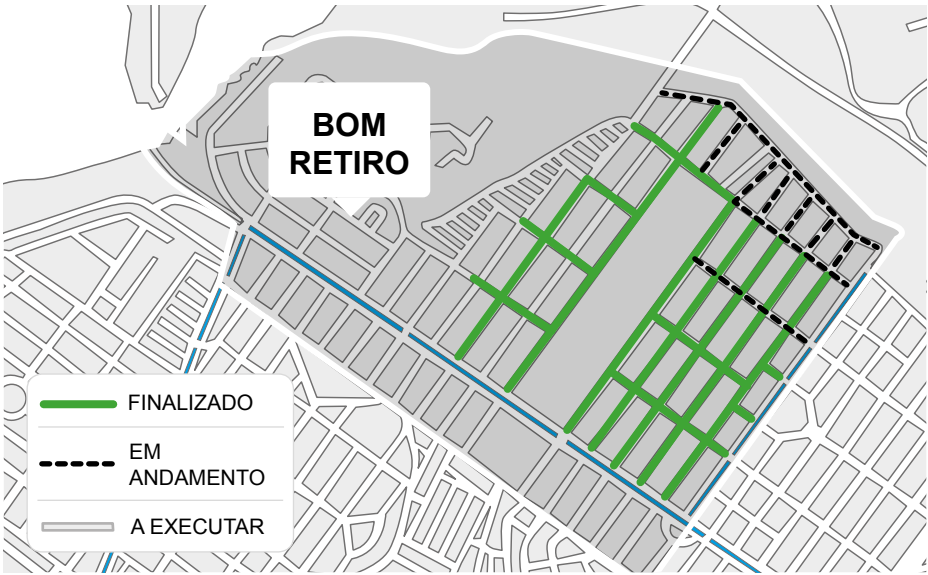 BOM
RETIRO
FINALIZADO
EM
ANDAMENTO
A EXECUTAR